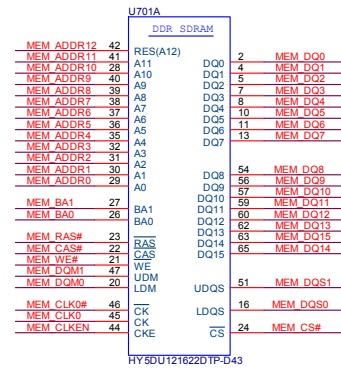 U701A
DDR SDRAM
MEM_ADDR12 42 RES(A12)
MEM_ADDR11 41 A11 DQ0 2 MEM_DQ0
MEM_ADDR10 28 A10 DQ1 4 MEM_DQ1
MEM_ADDR9 40 A9 DQ2 5 MEM_DQ2
MEM_ADDR8 39 A8 DQ3 7 MEM_DQ3
MEM_ADDR7 38 A7 DQ4 8 MEM_DQ4
MEM_ADDR6 37 A6 DQ5 10 MEM_DQ5
MEM_ADDR5 36 A5 DQ6 11 MEM_DQ6
MEM_ADDR4 35 A4 DQ7 13 MEM_DQ7
MEM_ADDR3 32 A3
MEM_ADDR2 31 A2
MEM_ADDR1 30 A1 DQ8 54 MEM_DQ8
MEM_ADDR0 29 A0 DQ9 56 MEM_DQ9
DQ10 57 MEM_DQ10
MEM_BA1 27 BA1 DQ11 59 MEM_DQ11
MEM_BA0 26 BA0 DQ12 60 MEM_DQ12
DQ13 62 MEM_DQ13
MEM_RAS# 23 RAS DQ14 63 MEM_DQ15
MEM_CAS# 22 CAS DQ15 65 MEM_DQ14
MEM_WE# 21 WE
MEM_DQM1 47 UDM
MEM_DQM0 20 LDM UDQS 51 MEM_DQS1
MEM_CLK0# 46 CK LDQS 16 MEM_DQS0
MEM_CLK0 45 CK
MEM_CLKEN 44 CKE CS 24 MEM_CS#
HY5DU121622DTP-D43